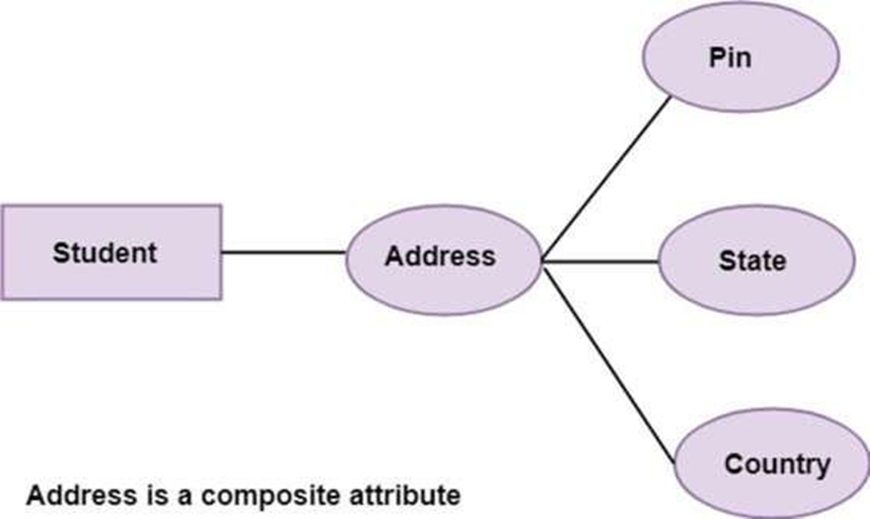 Pin
Student
Address
State
Country
Address is a composite attribute